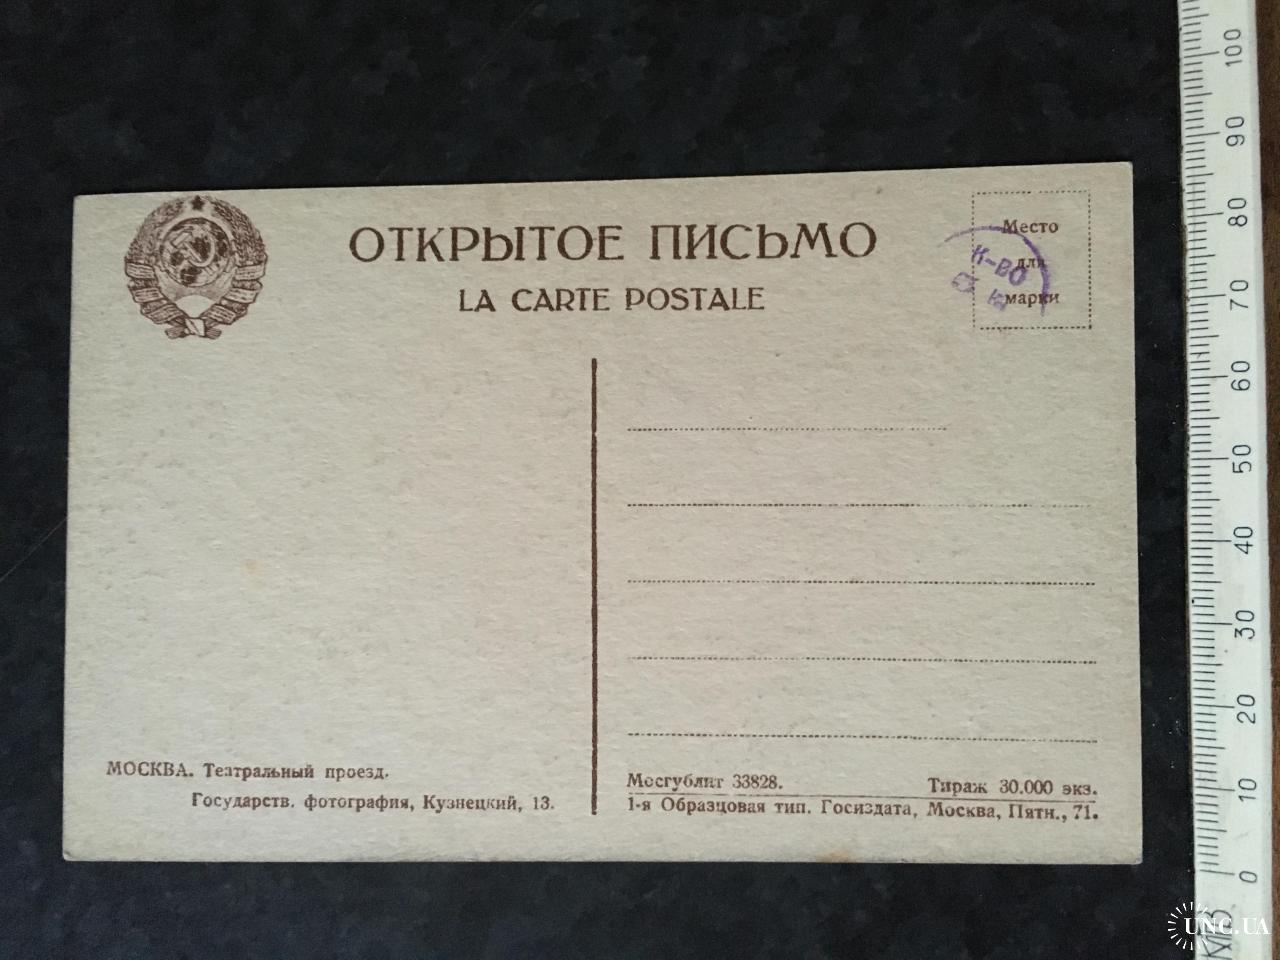 ОТКРЫТОЕ ПИСЬМО
LA CARTE POSTALE
Место
для
марки
К-ВО
МОСКВА. Театральный проезд.
Государств. фотография, Кузнецкий, 13.
Мосгублит 33828.
Тираж 30.000 экз.
1-я Образцовая тип. Госиздата, Москва, Пятн., 71.
100
90
80
70
60
50
40
30
20
10
0
UNC.UA